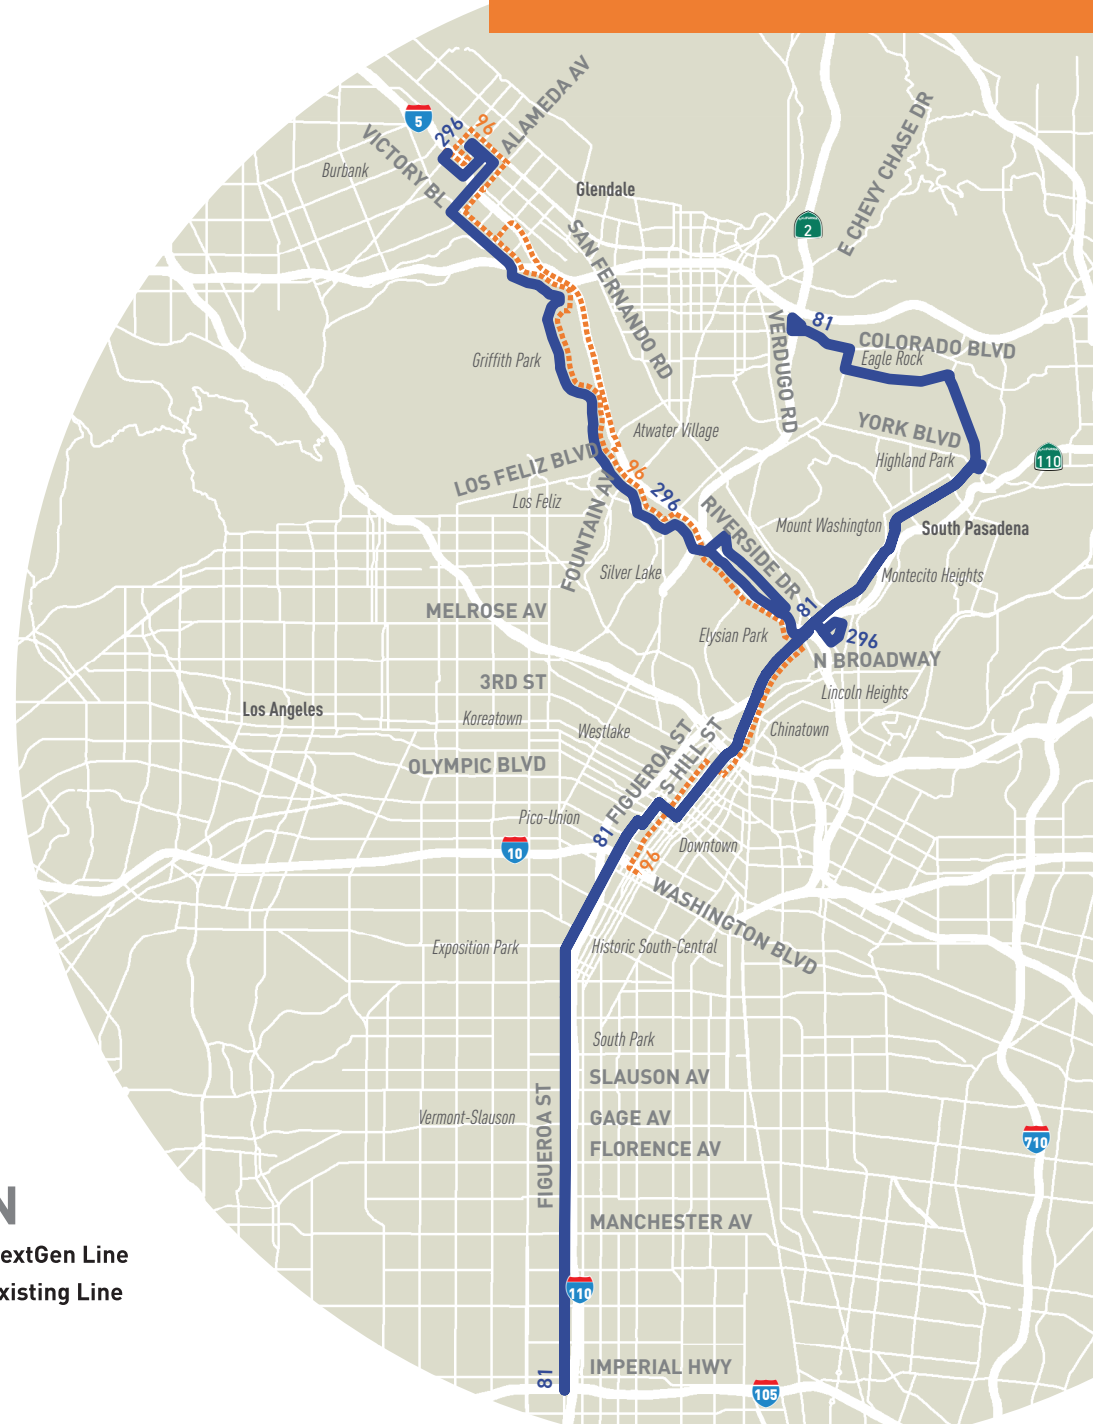 ALAMEDA AV
5
296
96
VICTORY BL
Burbank
Glendale
E CHEVY CHASE DR
2
SAN FERNANDO RD
VERDUGO RD
81
COLORADO BLVD
Eagle Rock
Griffith Park
YORK BLVD
Atwater Village
Highland Park
110
LOS FELIZ BLVD
96
296
Los Feliz
FOUNTAIN AV
RIVERSIDE DR
Mount Washington
South Pasadena
Silver Lake
Montecito Heights
MELROSE AV
81
Elysian Park
296
N BROADWAY
3RD ST
Lincoln Heights
Los Angeles
Koreatown
Westlake
Chinatown
FIGUEROA ST
S HILL ST
OLYMPIC BLVD
Pico-Union
81
10
Downtown
96
WASHINGTON BLVD
Exposition Park
Historic South-Central
South Park
SLAUSON AV
Vermont-Slauson
GAGE AV
710
FIGUEROA ST
FLORENCE AV
N
MANCHESTER AV
extGen Line
xisting Line
110
IMPERIAL HWY
81
105